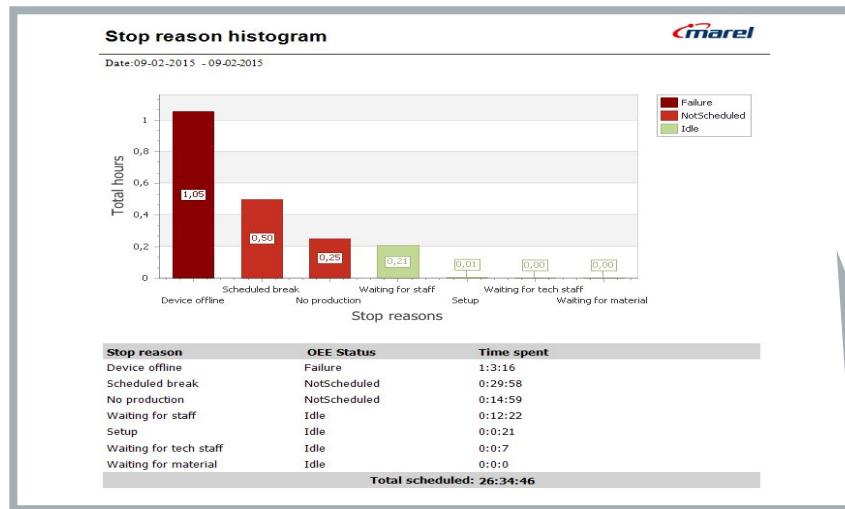 Stop reason histogram
marel
Date:09-02-2015 - 09-02-2015
Failure
NotScheduled
Idle
Total hours
1
0,8
0,6
0,4
0,2
0
1,05
0,50
0,25
0,21
0,01
0,00
0,00
Scheduled break Waiting for staff Waiting for tech staff
Device offline No production Setup Waiting for material
Stop reasons
Stop reason OEE Status Time spent
Device offline Failure 1:3:16
Scheduled break NotScheduled 0:29:58
No production NotScheduled 0:14:59
Waiting for staff Idle 0:12:22
Setup Idle 0:0:21
Waiting for tech staff Idle 0:0:7
Waiting for material Idle 0:0:0
Total scheduled: 26:34:46